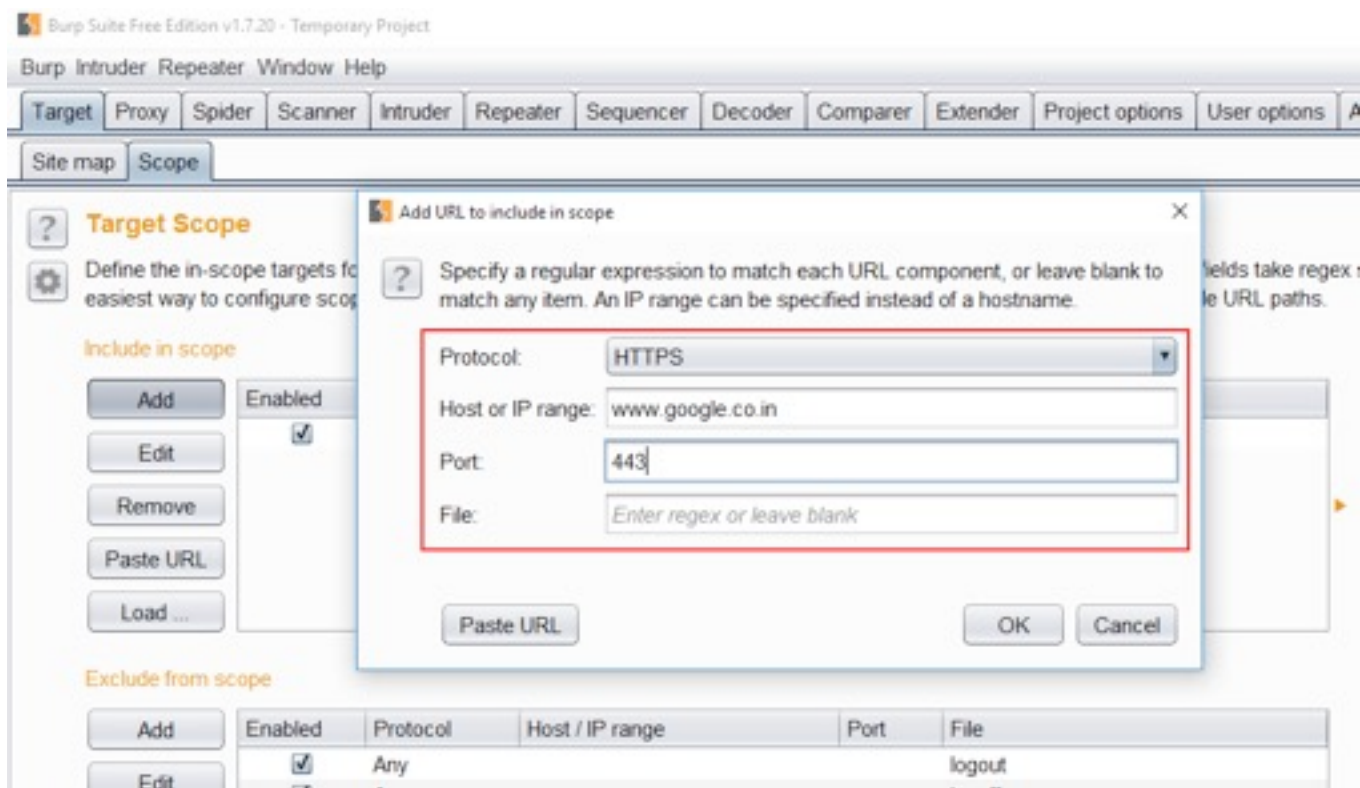 Burp Suite Free Edition v1.7.20 - Temporary Project
Burp Intruder Repeater Window Help
Target Proxy Spider Scanner Intruder Repeater Sequencer Decoder Comparer Extender Project options User options A
Site map Scope
Add URL to include in scope
? Target Scope
Define the in-scope targets fo
easiest way to configure scop
? Specify a regular expression to match each URL component, or leave blank to
match any item. An IP range can be specified instead of a hostname.
ields take regex
le URL paths.
Include in scope
Protocol: HTTPS
Add Enabled
Host or IP range: www.google.co.in
Edit
Port: 443
Remove
File: Enter regex or leave blank
Paste URL
Load ...
Paste URL OK Cancel
Exclude from scope
Add Enabled Protocol Host / IP range Port File
Any logout
Edit